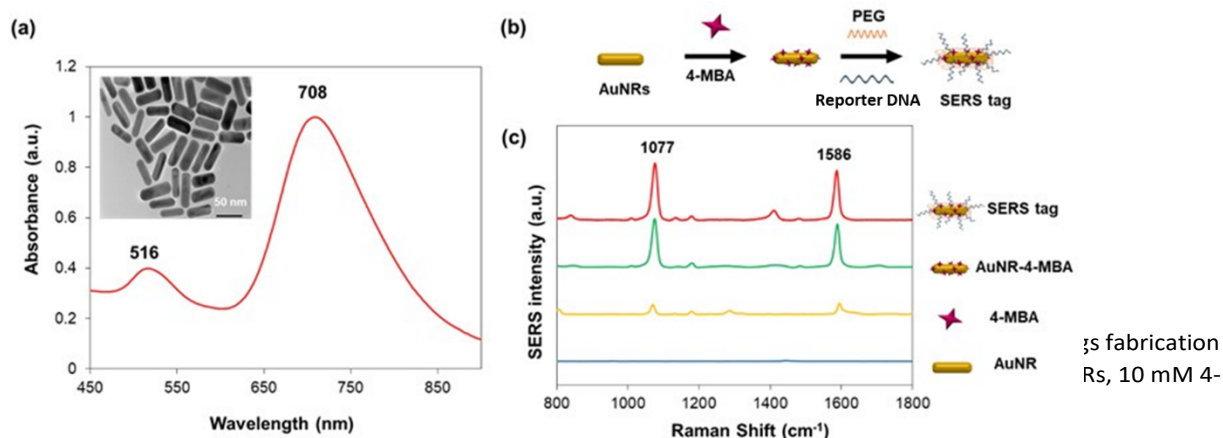 (a)
1.2
1
0.8
0.6
0.4
0.2
0
450
550
650
750
850
Absorbance (a.u.)
Wavelength (nm)
708
516
50 nm
(b)
AuNRs
4-MBA
PEG
Reporter DNA
SERS tag
(c)
1077
1586
SERS intensity (a.u.)
800
1000
1200
1400
1600
1800
Raman Shift (cm⁻¹)
SERS tag
AuNR-4-MBA
4-MBA
AuNR
gs fabrication
Rs, 10 mM 4-